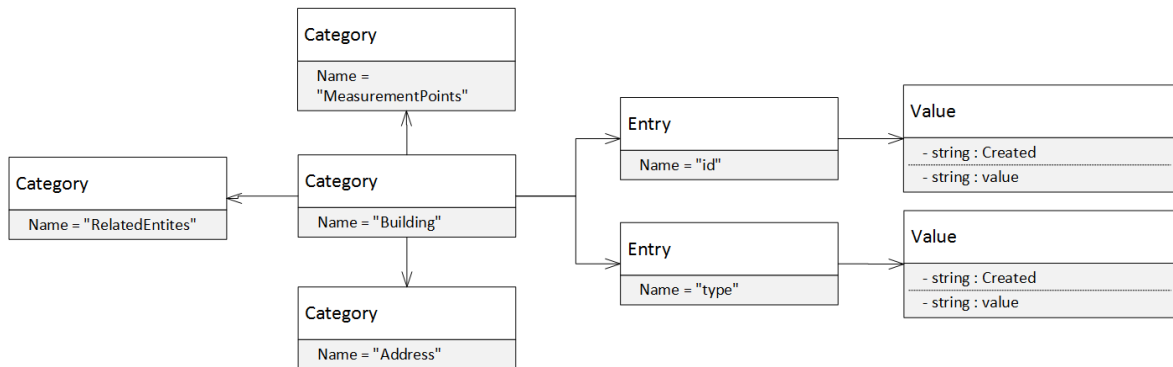 Category
Name =
"MeasurementPoints"
Category
Name = "RelatedEntites"
Category
Name = "Building"
Category
Name = "Address"
Entry
Name = "id"
Value
- string : Created
- string : value
Entry
Name = "type"
Value
- string : Created
- string : value